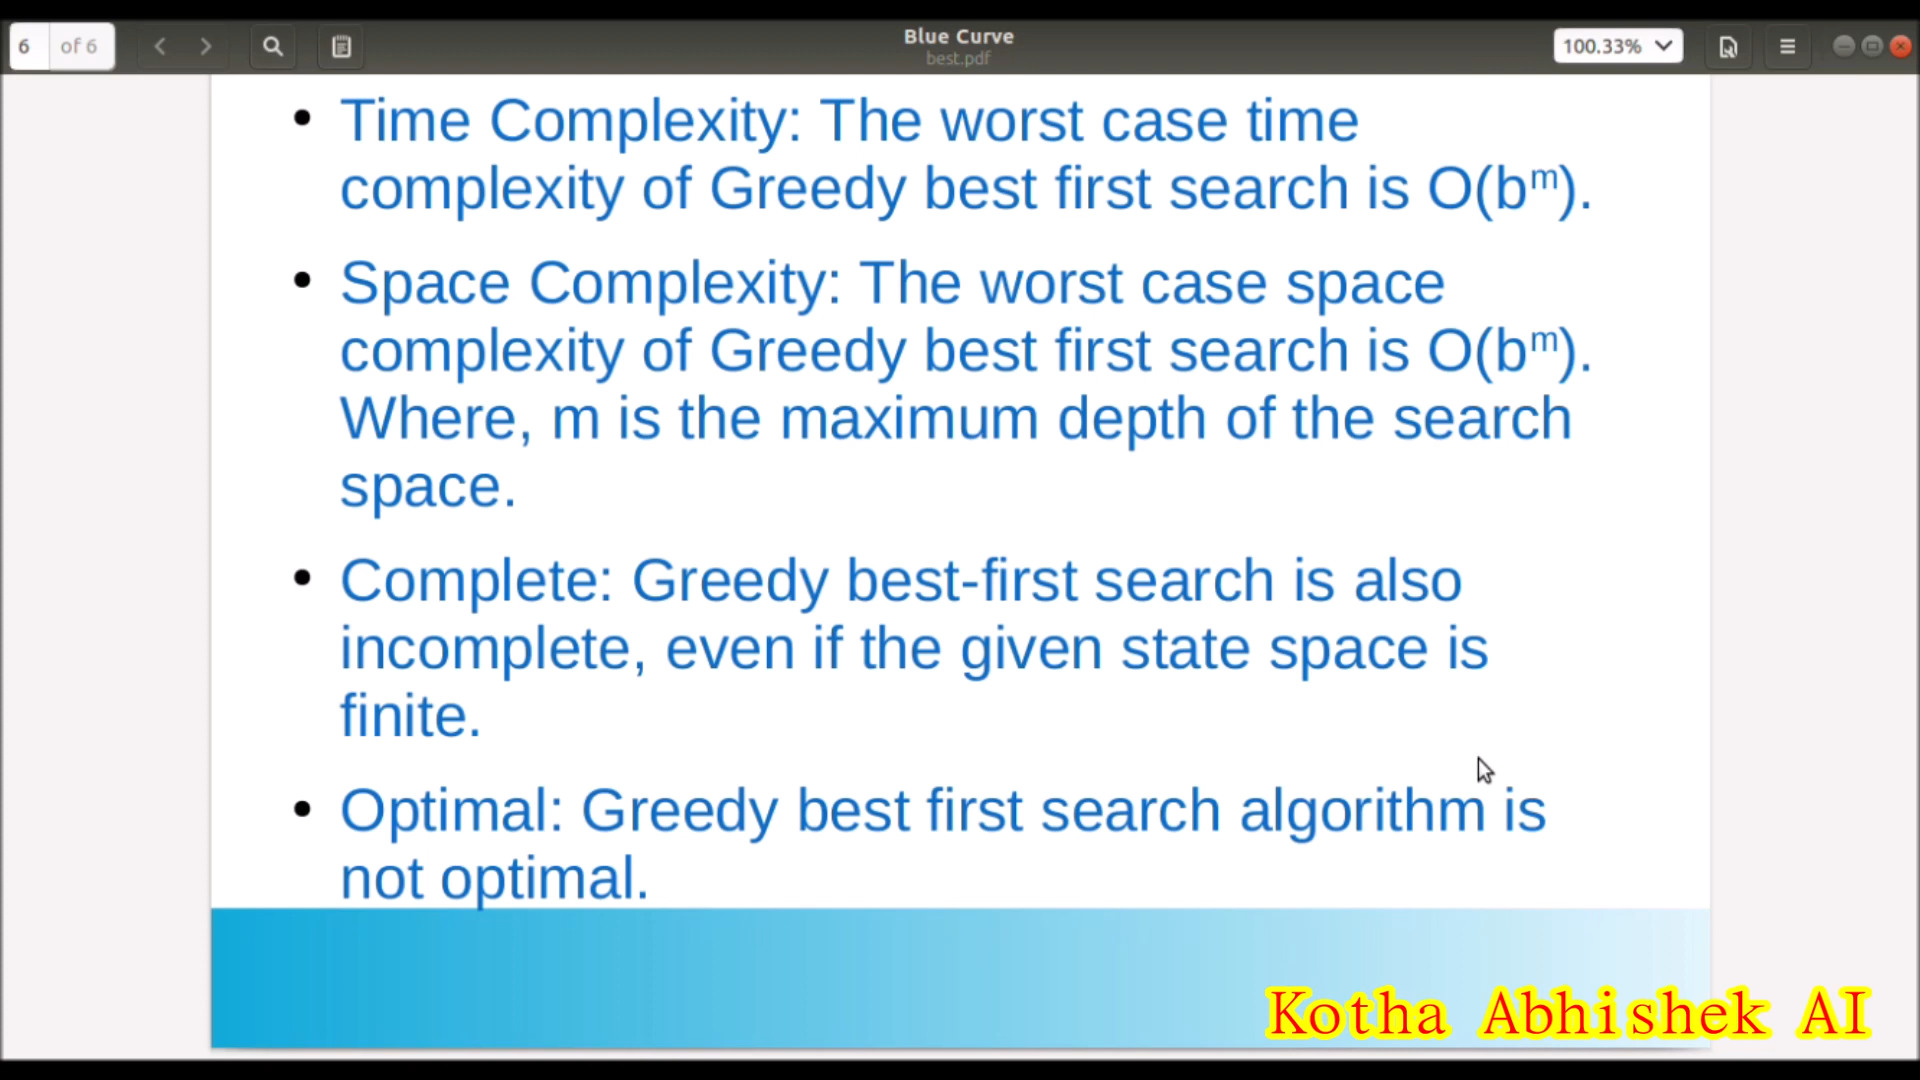 6 of 6
Blue Curve
best.pdf
100.33%
• Time Complexity: The worst case time
complexity of Greedy best first search is O(bᵐ).
• Space Complexity: The worst case space
complexity of Greedy best first search is O(bᵐ).
Where, m is the maximum depth of the search
space.
• Complete: Greedy best-first search is also
incomplete, even if the given state space is
finite.
• Optimal: Greedy best first search algorithm is
not optimal.
Kotha Abhishek AI